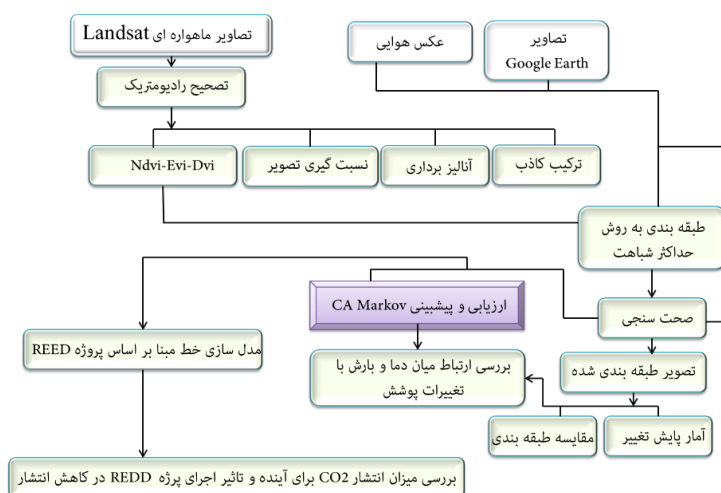 تصاویر ماهواره ای Landsat
عکس هوایی
تصاویر
Google Earth
تصحیح رادیومتریک
Ndvi-Evi-Dvi
نسبت گیری تصویر
آنالیز برداری
ترکیب کاذب
طبقه بندی به روش
حداکثر شباهت
ارزیابی و پیشبینی CA Markov
صحت سنجی
مدل سازی خط مبنا بر اساس پروژه REED
بررسی ارتباط میان دما و بارش با
تغییرات پوشش
تصویر طبقه بندی شده
مقایسه طبقه بندی
آمار پایش تغییر
بررسی میزان انتشار CO2 برای آینده و تاثیر اجرای پرژه REDD در کاهش انتشار